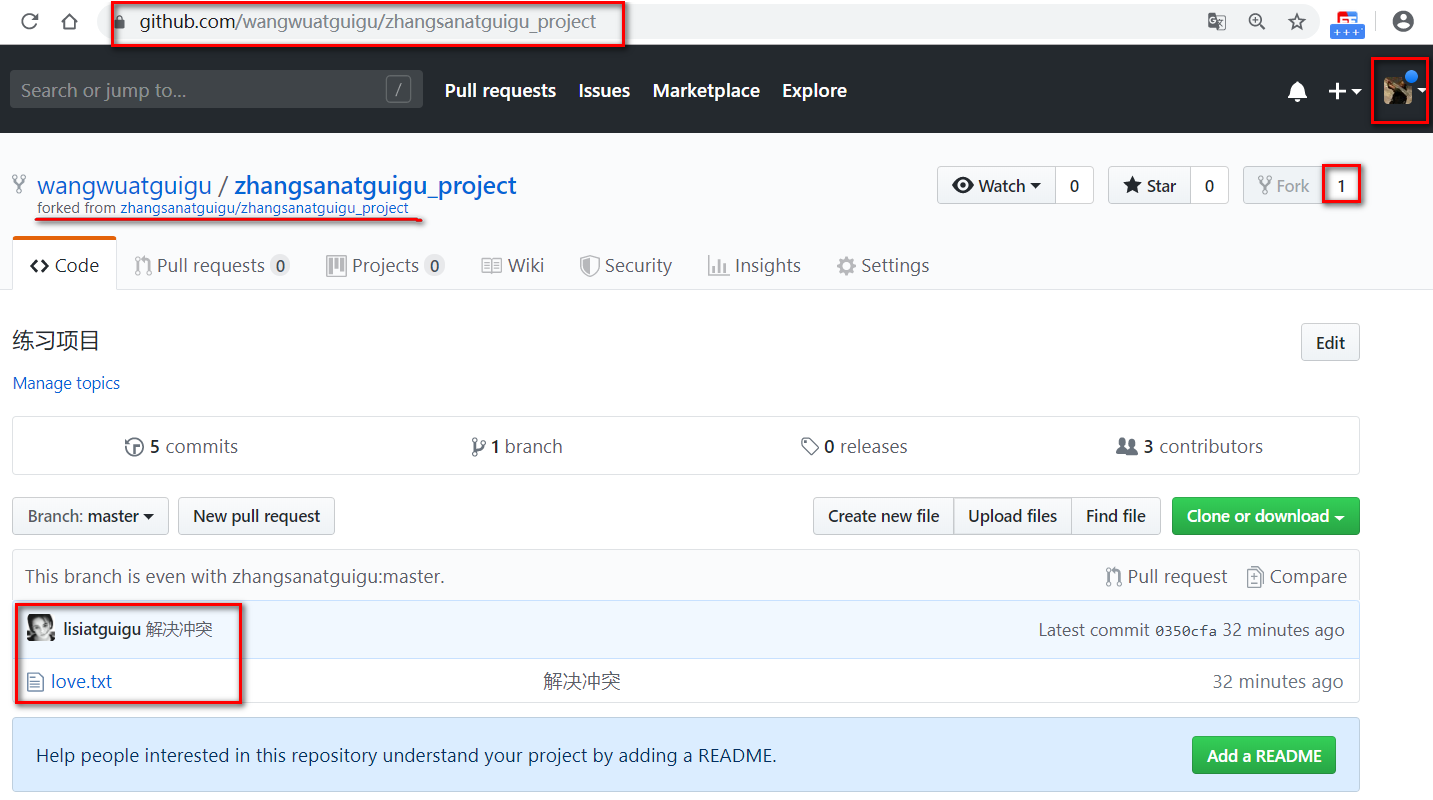 github.com/wangwuatguigu/zhangsanatguigu_project
Search or jump to... / Pull requests Issues Marketplace Explore
wangwuatguigu / zhangsanatguigu_project Watch 0 Star 0 Fork 1
forked from zhangsanatguigu/zhangsanatguigu_project
Code Pull requests 0 Projects 0 Wiki Security Insights Settings
练习项目 Edit
Manage topics
5 commits 1 branch 0 releases 3 contributors
Branch: master New pull request Create new file Upload files Find file Clone or download
This branch is even with zhangsanatguigu:master. Pull request Compare
lisiatguigu 解决冲突 Latest commit 0350cfa 32 minutes ago
love.txt 解决冲突 32 minutes ago
Help people interested in this repository understand your project by adding a README. Add a README